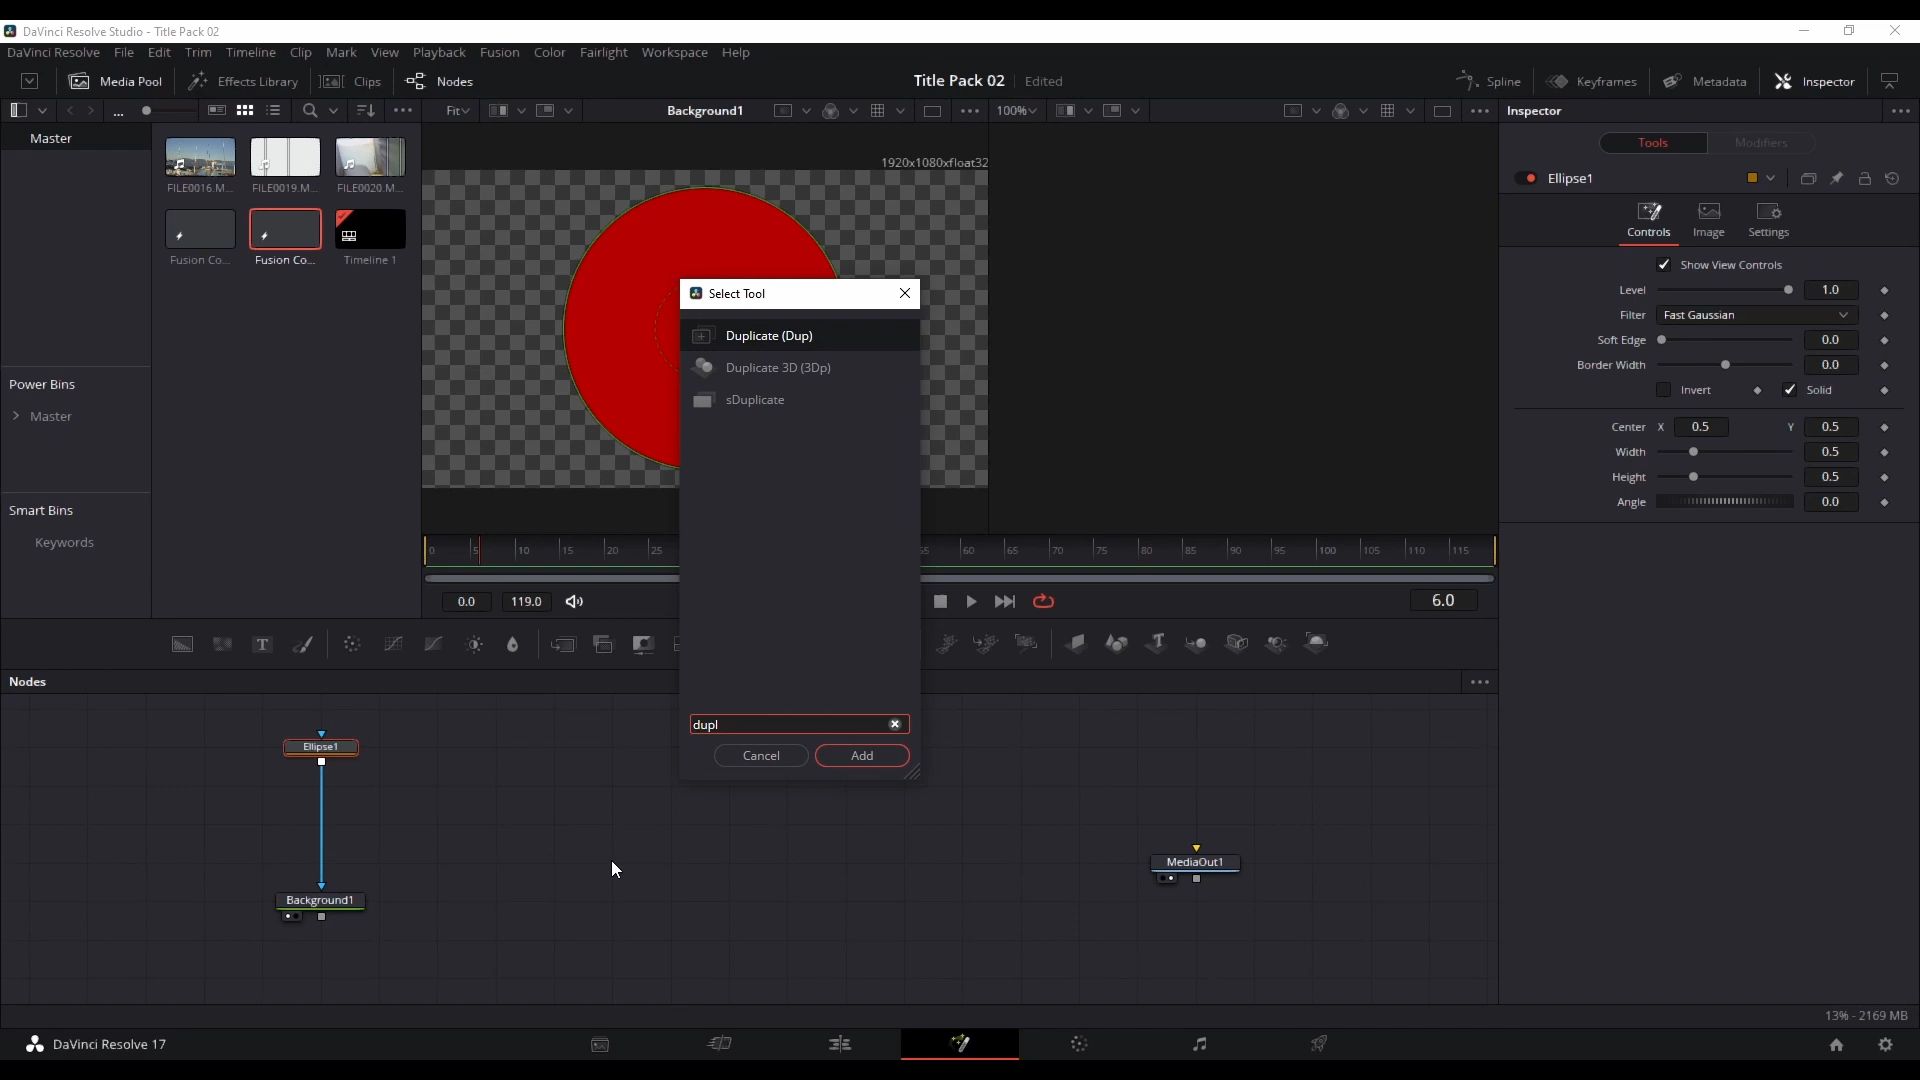 DaVinci Resolve Studio - Title Pack 02
DaVinci Resolve File Edit Trim Timeline Clip Mark View Playback Fusion Color Fairlight Workspace Help
Media Pool Effects Library Clips Nodes Title Pack 02 Edited Spline Keyframes Metadata Inspector
... Fit Background1 100% Inspector
Master
Tools Modifiers
1920x1080xfloat32
FILE0016.M... FILE0019.M... FILE0020.M...
Ellipse1
Controls Image Settings
Fusion Co... Fusion Co... Timeline 1
Power Bins
Master
Smart Bins
Keywords
Select Tool
Duplicate (Dup)
Duplicate 3D (3Dp)
sDuplicate
dupl
Cancel Add
Show View Controls
Level 1.0
Filter Fast Gaussian
Soft Edge 0.0
Border Width 0.0
Invert Solid
Center X 0.5 Y 0.5
Width 0.5
Height 0.5
Angle 0.0
0 5 10 15 20 25 55 60 65 70 75 80 85 90 95 100 105 110 115
0.0 119.0 6.0
Nodes
Ellipse1
Background1
MediaOut1
13% - 2169 MB
DaVinci Resolve 17